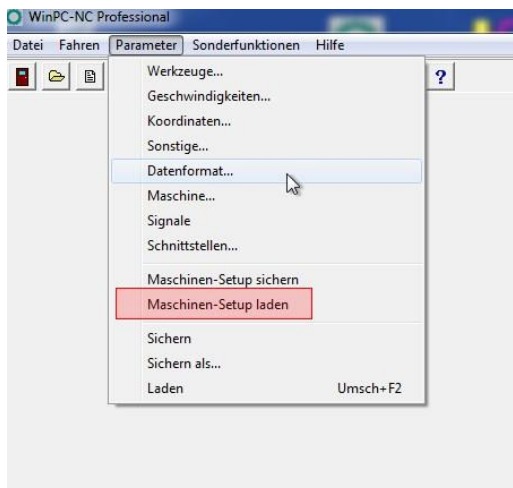 WinPC-NC Professional
Datei Fahren Parameter Sonderfunktionen Hilfe
?
Werkzeuge...
Geschwindigkeiten...
Koordinaten...
Sonstige...
Datenformat...
Maschine...
Signale
Schnittstellen...
Maschinen-Setup sichern
Maschinen-Setup laden
Sichern
Sichern als...
Laden Umsch+F2